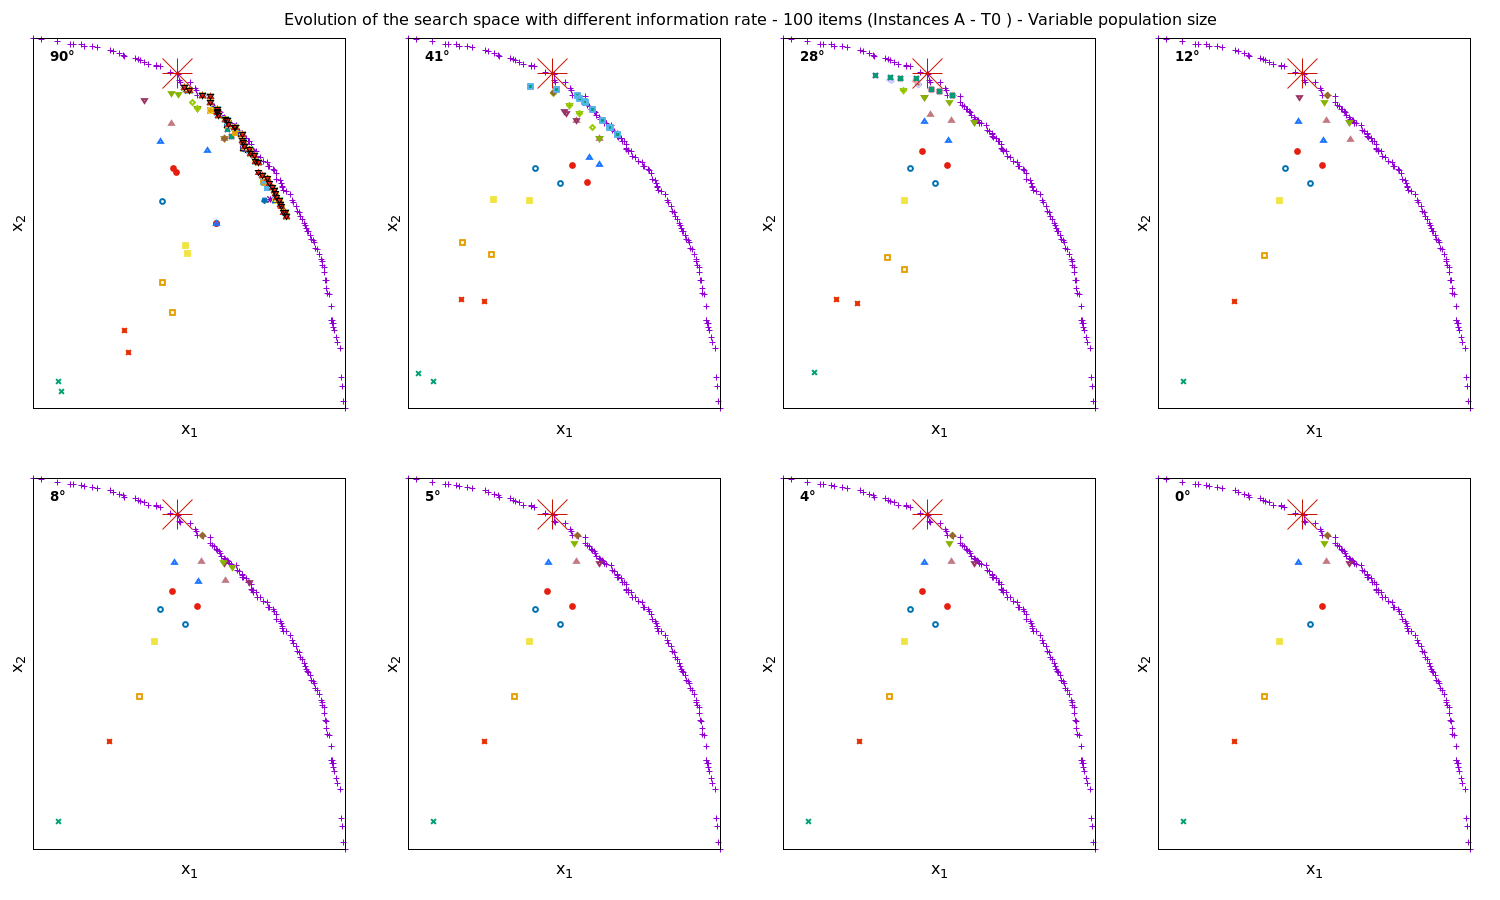 Evolution of the search space with different information rate - 100 items (Instances A - T0 ) - Variable population size
90°
41°
28°
12°
x2
x2
x2
x2
x1
x1
x1
x1
8°
5°
4°
0°
x2
x2
x2
x2
x1
x1
x1
x1